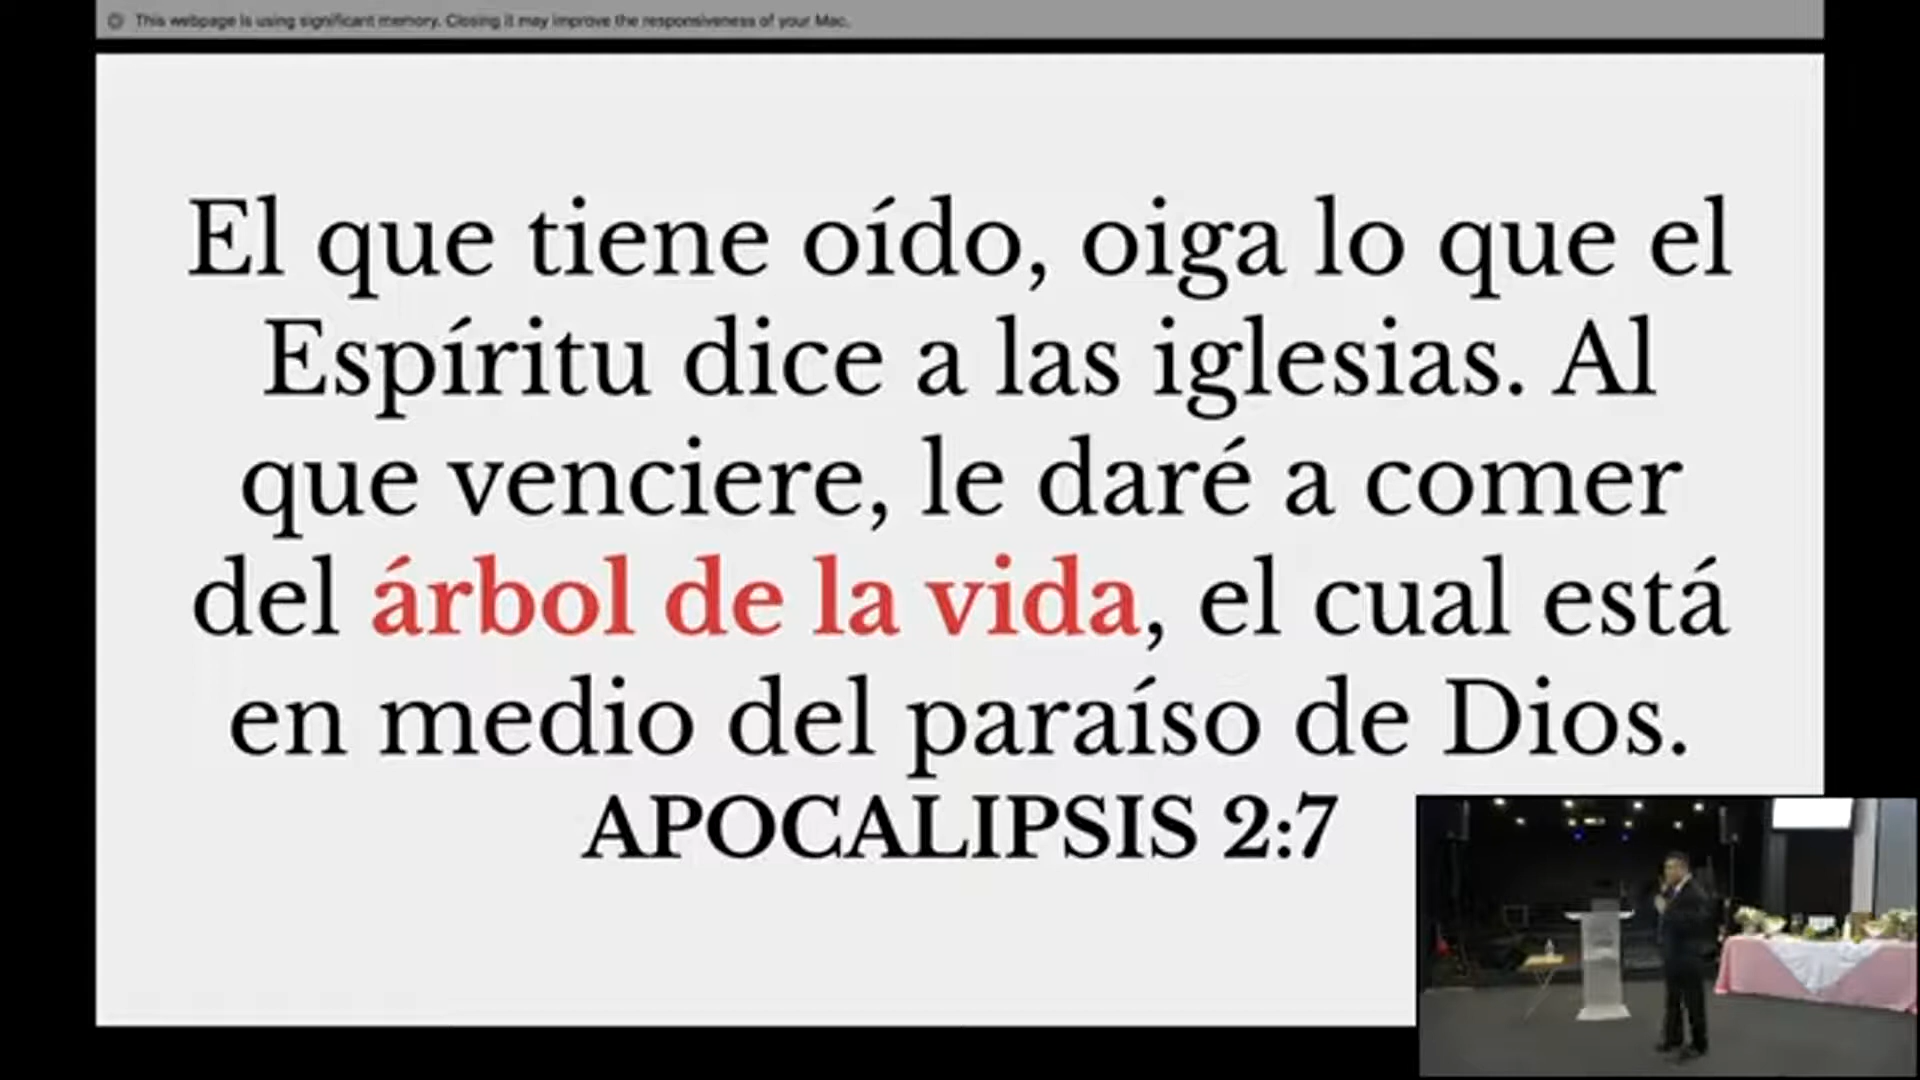 This webpage is using significant memory. Closing it may improve the responsiveness of your Mac.
El que tiene oído, oiga lo que el
Espíritu dice a las iglesias. Al
que venciere, le daré a comer
del árbol de la vida, el cual está
en medio del paraíso de Dios.
APOCALIPSIS 2:7